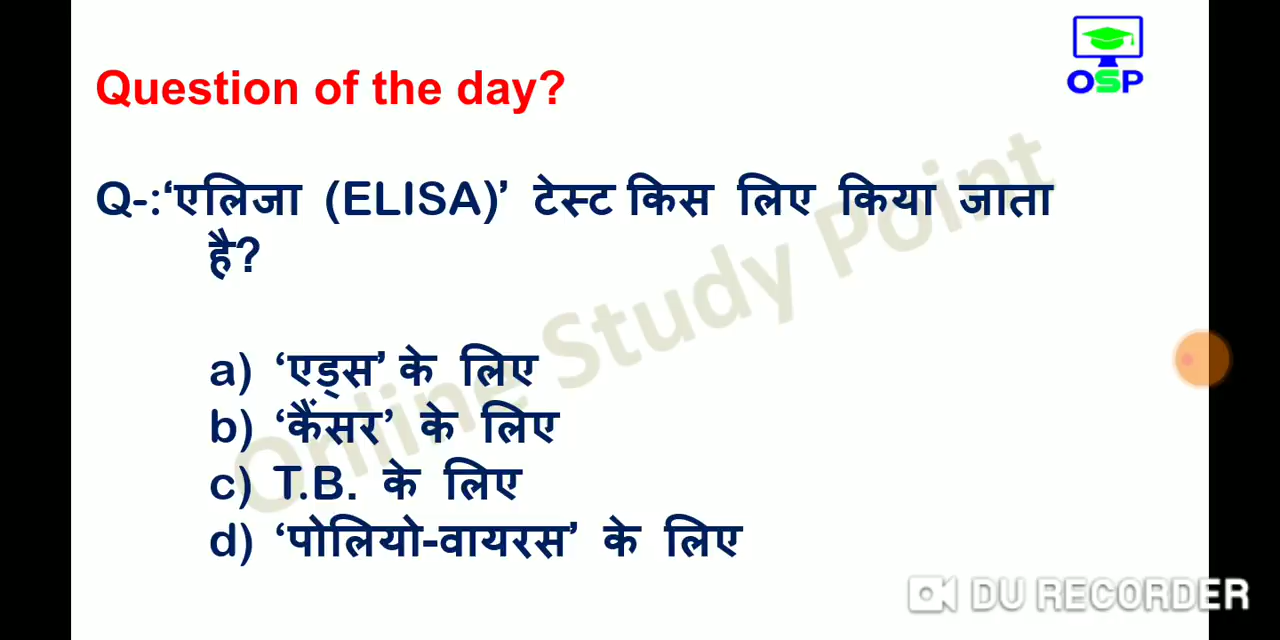 OSP
Question of the day?
Q-:‘एलिजा (ELISA)’ टेस्ट किस लिए किया जाता
है?
a) ‘एड्स’ के लिए
b) ‘कैंसर’ के लिए
c) T.B. के लिए
d) ‘पोलियो-वायरस’ के लिए
Online Study Point
DU RECORDER